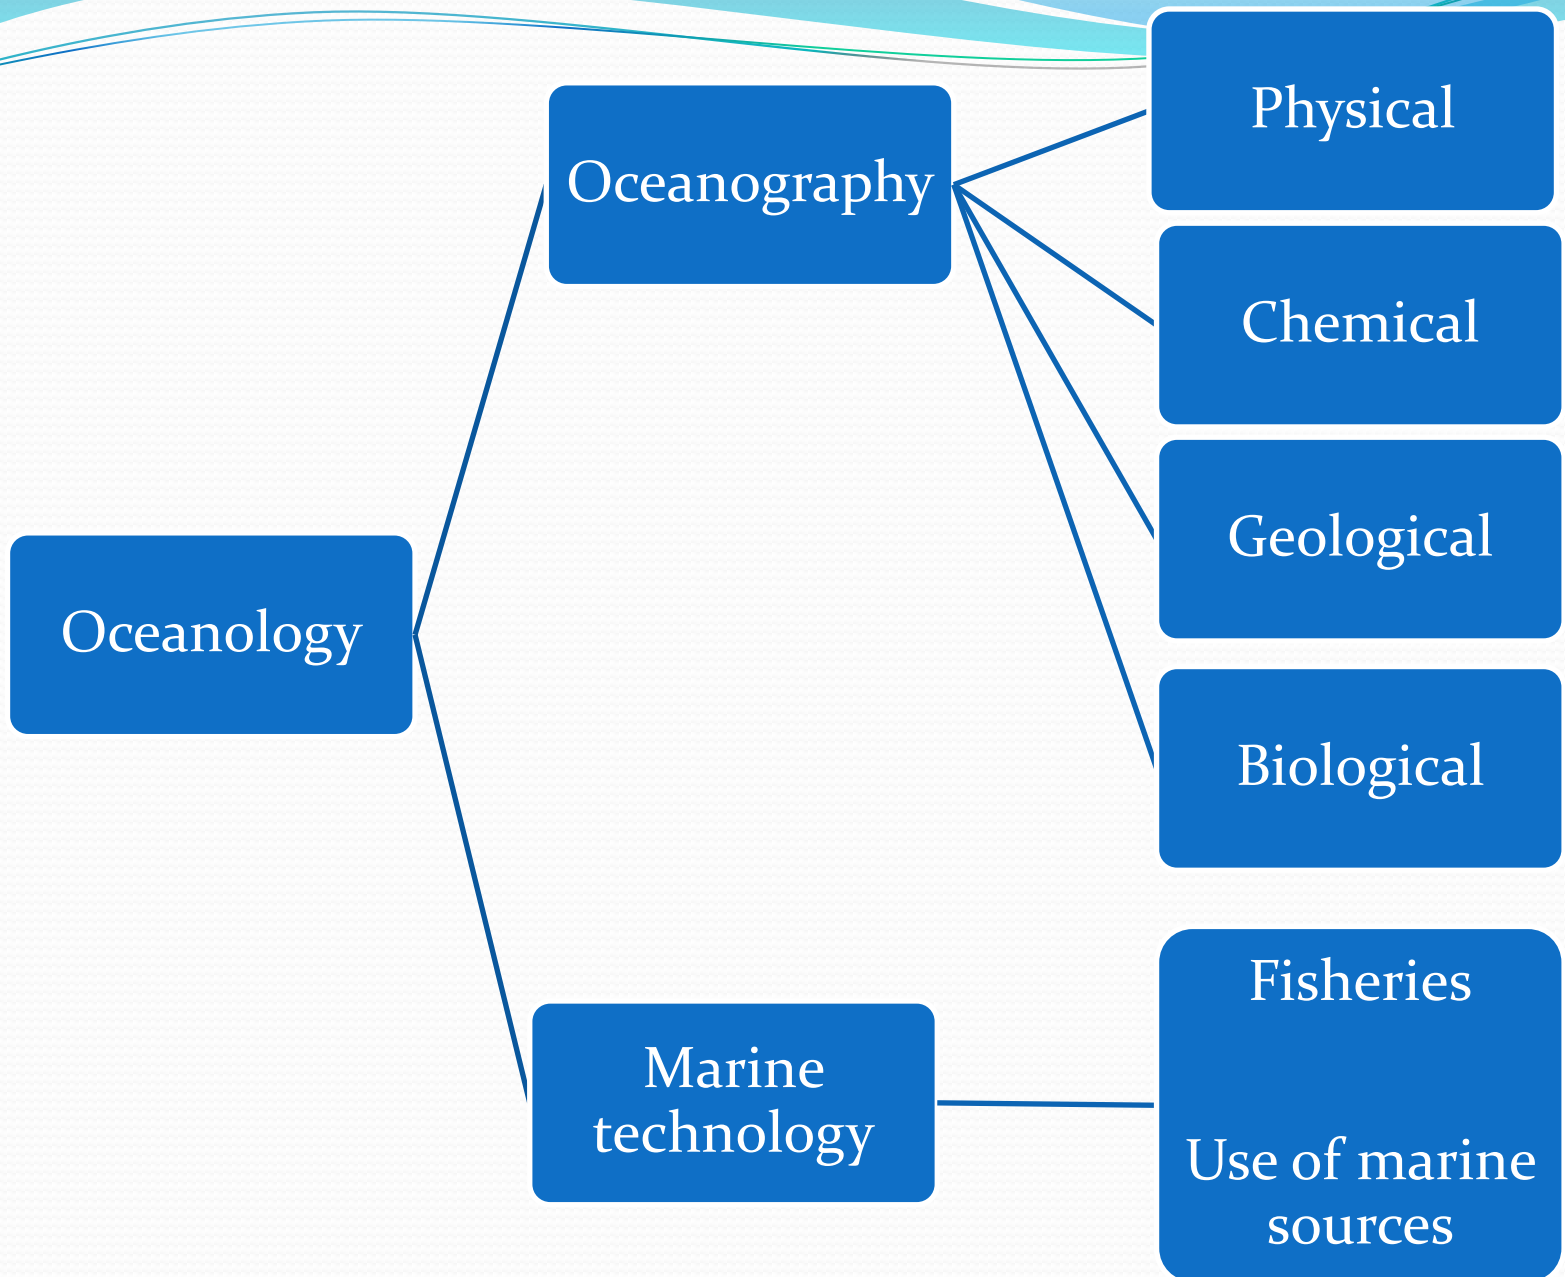 Oceanology
Oceanography
Physical
Chemical
Geological
Biological
Marine
technology
Fisheries
Use of marine
sources